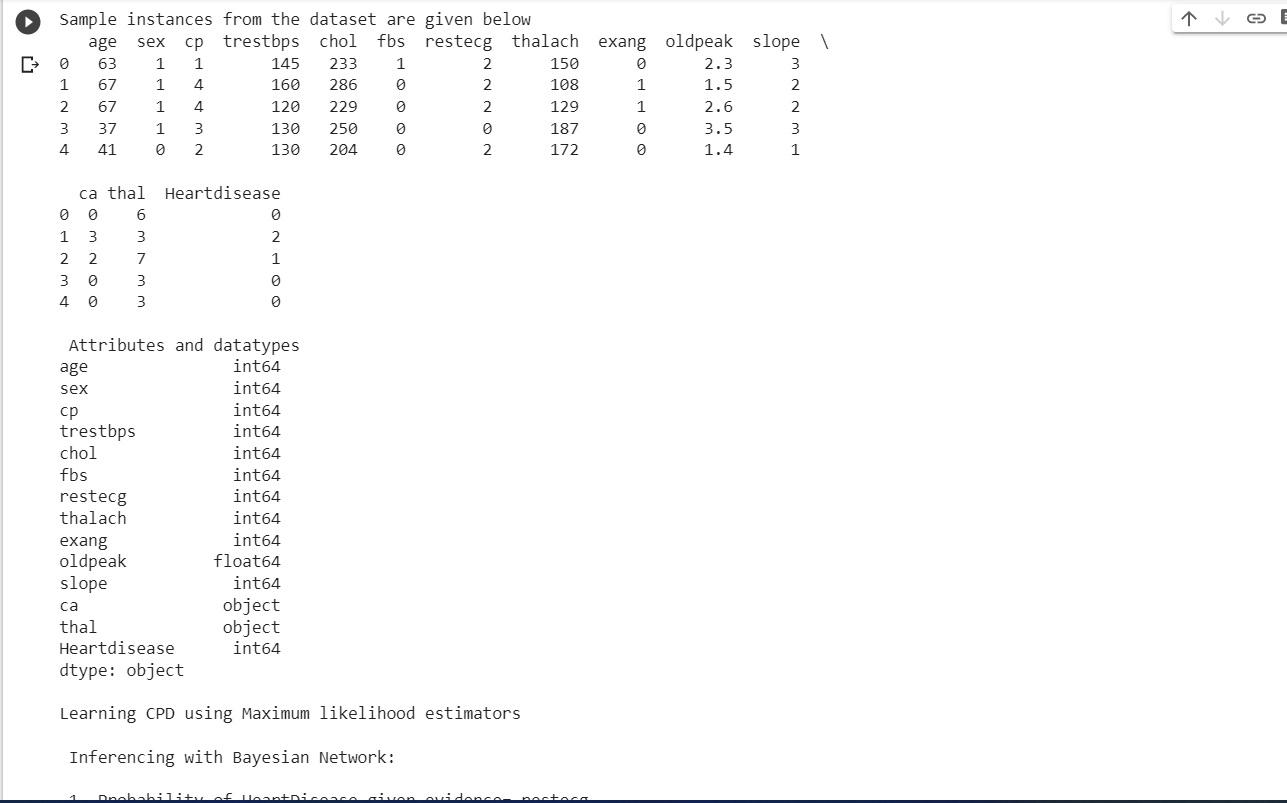 Sample instances from the dataset are given below
   age  sex  cp  trestbps  chol  fbs  restecg  thalach  exang  oldpeak  slope  \
0   63    1   1       145   233    1        2      150      0      2.3      3
1   67    1   4       160   286    0        2      108      1      1.5      2
2   67    1   4       120   229    0        2      129      1      2.6      2
3   37    1   3       130   250    0        0      187      0      3.5      3
4   41    0   2       130   204    0        2      172      0      1.4      1
  ca thal  Heartdisease
0  0    6             0
1  3    3             2
2  2    7             1
3  0    3             0
4  0    3             0
Attributes and datatypes
age               int64
sex               int64
cp                int64
trestbps          int64
chol              int64
fbs               int64
restecg           int64
thalach           int64
exang             int64
oldpeak         float64
slope             int64
ca               object
thal             object
Heartdisease      int64
dtype: object
Learning CPD using Maximum likelihood estimators
Inferencing with Bayesian Network:
1. Probability of HeartDisease given evidence= restecg